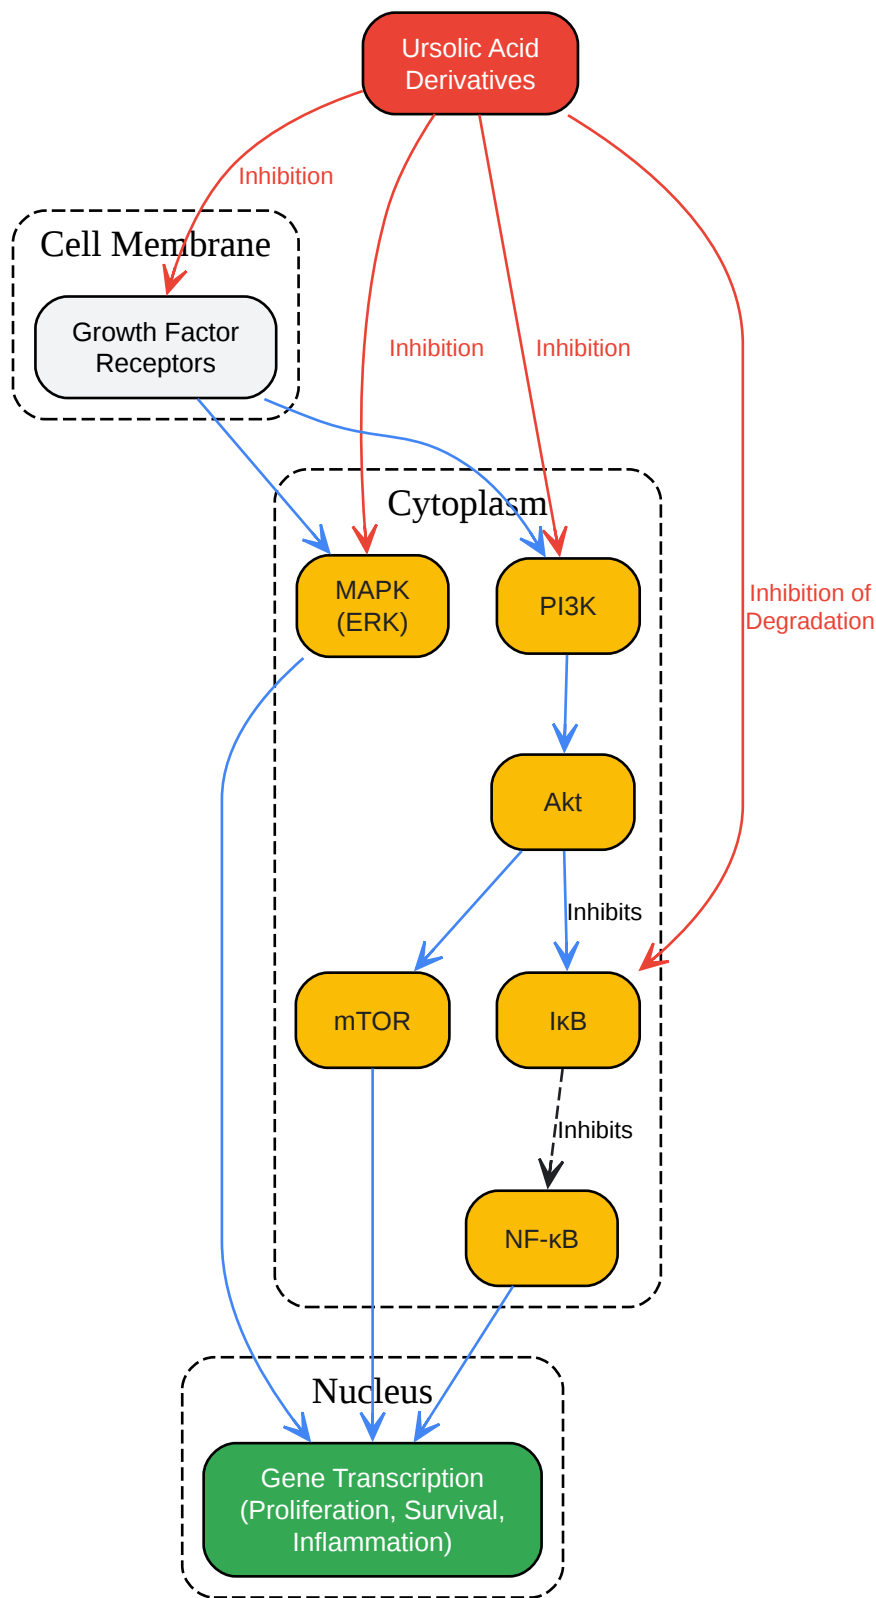 Ursolic Acid
Derivatives
Inhibition
Cell Membrane
Growth Factor
Receptors
Inhibition
Inhibition
Cytoplasm
MAPK
(ERK)
PI3K
Inhibition of
Degradation
Akt
Inhibits
mTOR
IκB
Inhibits
NF-κB
Nucleus
Gene Transcription
(Proliferation, Survival,
Inflammation)